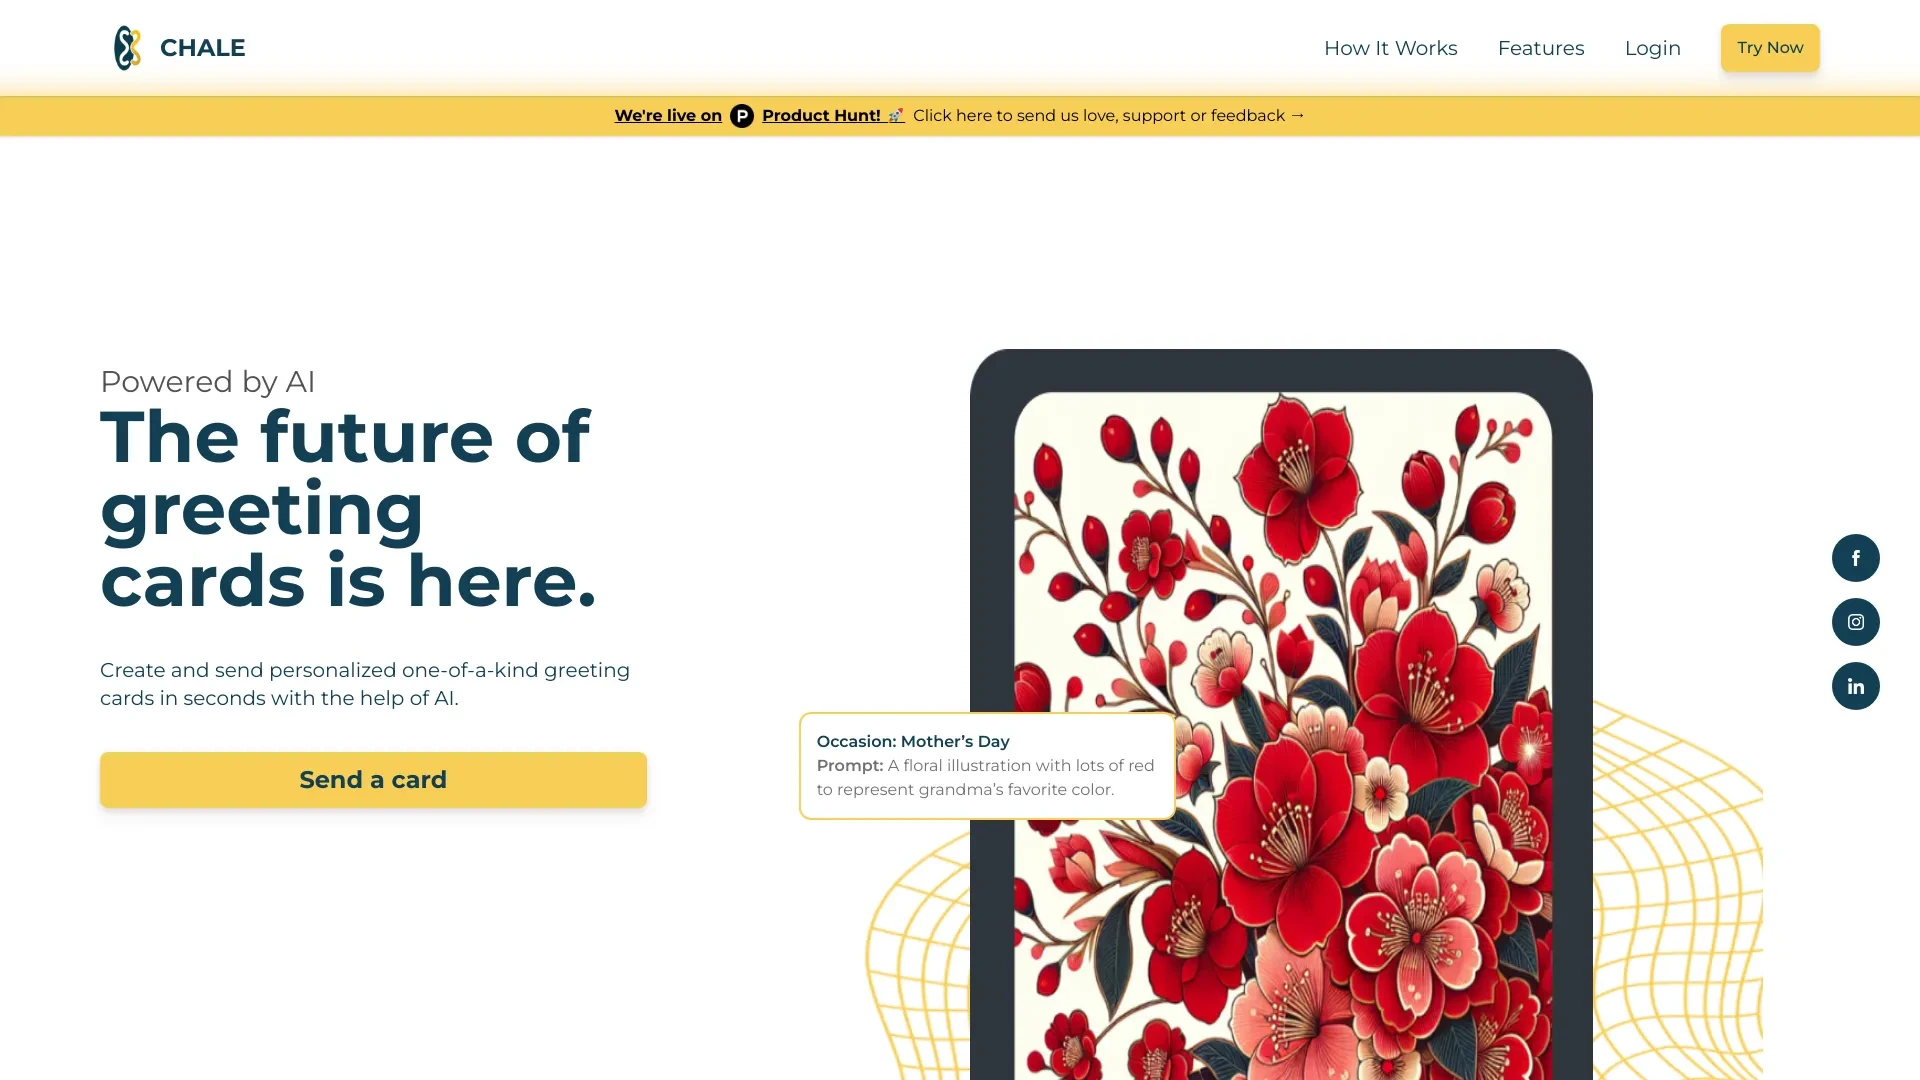 CHALE
How It Works
Features
Login
Try Now
We're live on P Product Hunt! 🚀 Click here to send us love, support or feedback →
Powered by AI
The future of
greeting
cards is here.
Create and send personalized one-of-a-kind greeting
cards in seconds with the help of AI.
Send a card
Occasion: Mother’s Day
Prompt: A floral illustration with lots of red
to represent grandma’s favorite color.
f
in